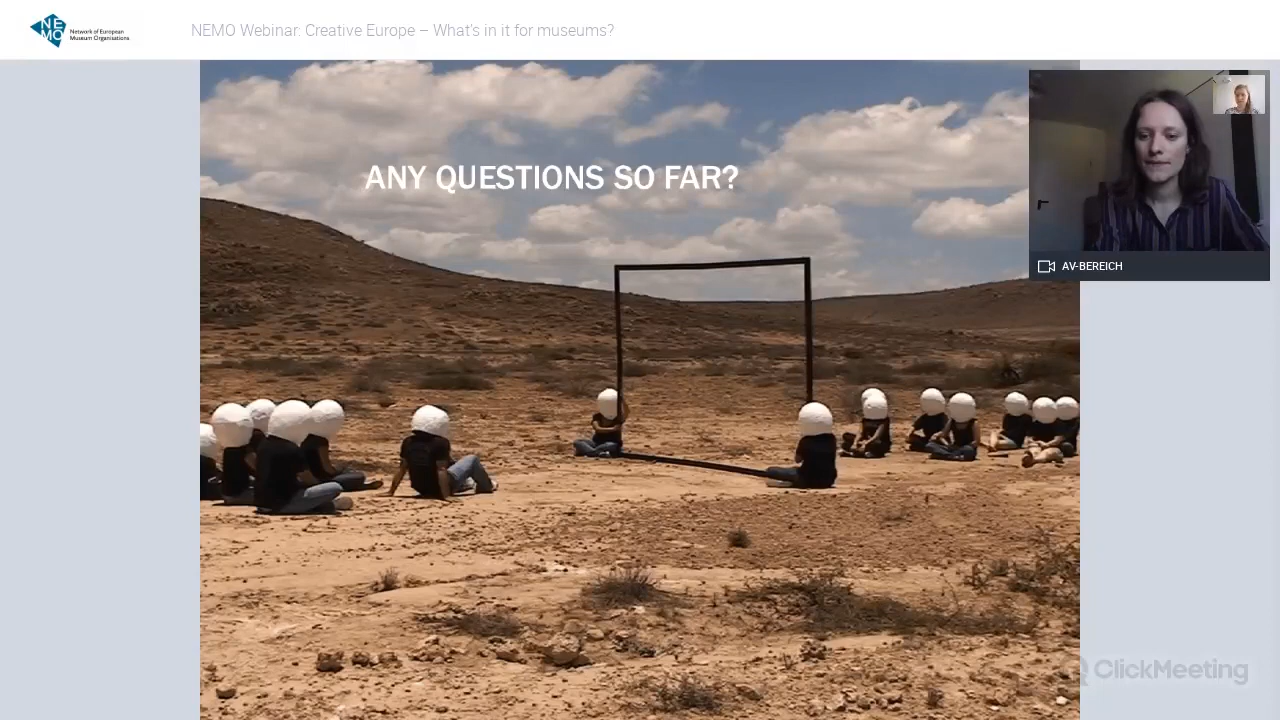 NE
MO
Network of European
Museum Organisations
NEMO Webinar: Creative Europe – What's in it for museums?
ANY QUESTIONS SO FAR?
AV-BEREICH
ClickMeeting